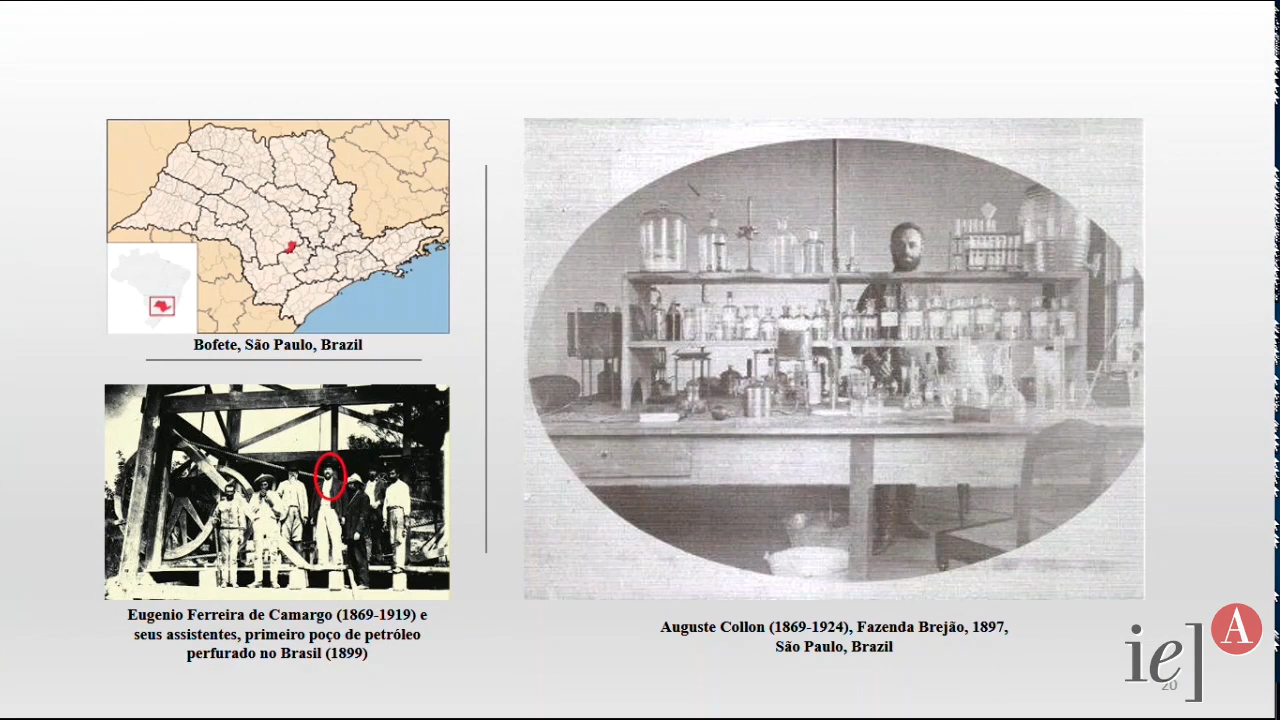 Bofete, São Paulo, Brazil
Eugenio Ferreira de Camargo (1869-1919) e
seus assistentes, primeiro poço de petróleo
perfurado no Brasil (1899)
Auguste Collon (1869-1924), Fazenda Brejão, 1897,
São Paulo, Brazil
ie] A
20